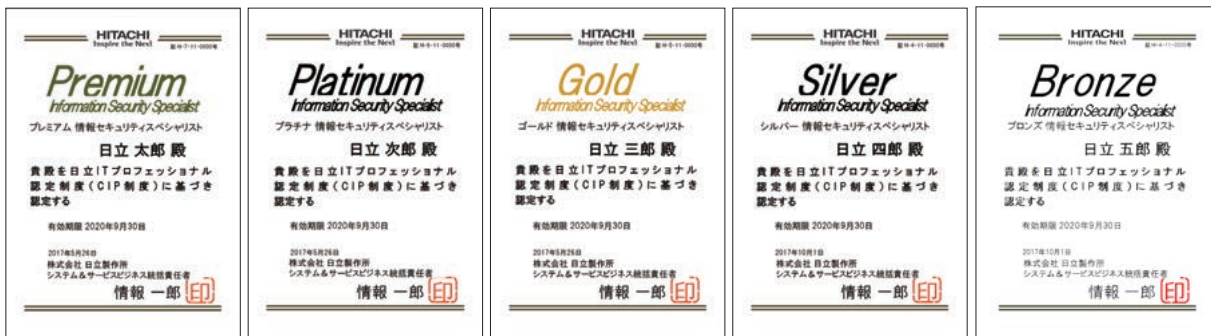 HITACHI
Inspire the Next
Premium
Information Security Specialist
プレミアム 情報セキュリティスペシャリスト
日立 太郎 殿
貴殿を日立ITプロフェッショナル
認定制度(CIP制度)に基づき
認定する
有効期限 2020年9月30日
2017年5月26日
株式会社 日立製作所
システム&サービスビジネス統括責任者
情報 一郎 印
HITACHI
Inspire the Next
Platinum
Information Security Specialist
プラチナ 情報セキュリティスペシャリスト
日立 次郎 殿
貴殿を日立ITプロフェッショナル
認定制度(CIP制度)に基づき
認定する
有効期限 2020年9月30日
2017年5月26日
株式会社 日立製作所
システム&サービスビジネス統括責任者
情報 一郎 印
HITACHI
Inspire the Next
Gold
Information Security Specialist
ゴールド 情報セキュリティスペシャリスト
日立 三郎 殿
貴殿を日立ITプロフェッショナル
認定制度(CIP制度)に基づき
認定する
有効期限 2020年9月30日
2017年5月26日
株式会社 日立製作所
システム&サービスビジネス統括責任者
情報 一郎 印
HITACHI
Inspire the Next
Silver
Information Security Specialist
シルバー 情報セキュリティスペシャリスト
日立 四郎 殿
貴殿を日立ITプロフェッショナル
認定制度(CIP制度)に基づき
認定する
有効期限 2020年9月30日
2017年10月1日
株式会社 日立製作所
システム&サービスビジネス統括責任者
情報 一郎 印
HITACHI
Inspire the Next
Bronze
Information Security Specialist
ブロンズ 情報セキュリティスペシャリスト
日立 五郎 殿
貴殿を日立ITプロフェッショナル
認定制度(CIP制度)に基づき
認定する
有効期限 2020年9月30日
2017年10月1日
株式会社 日立製作所
システム&サービスビジネス統括責任者
情報 一郎 印